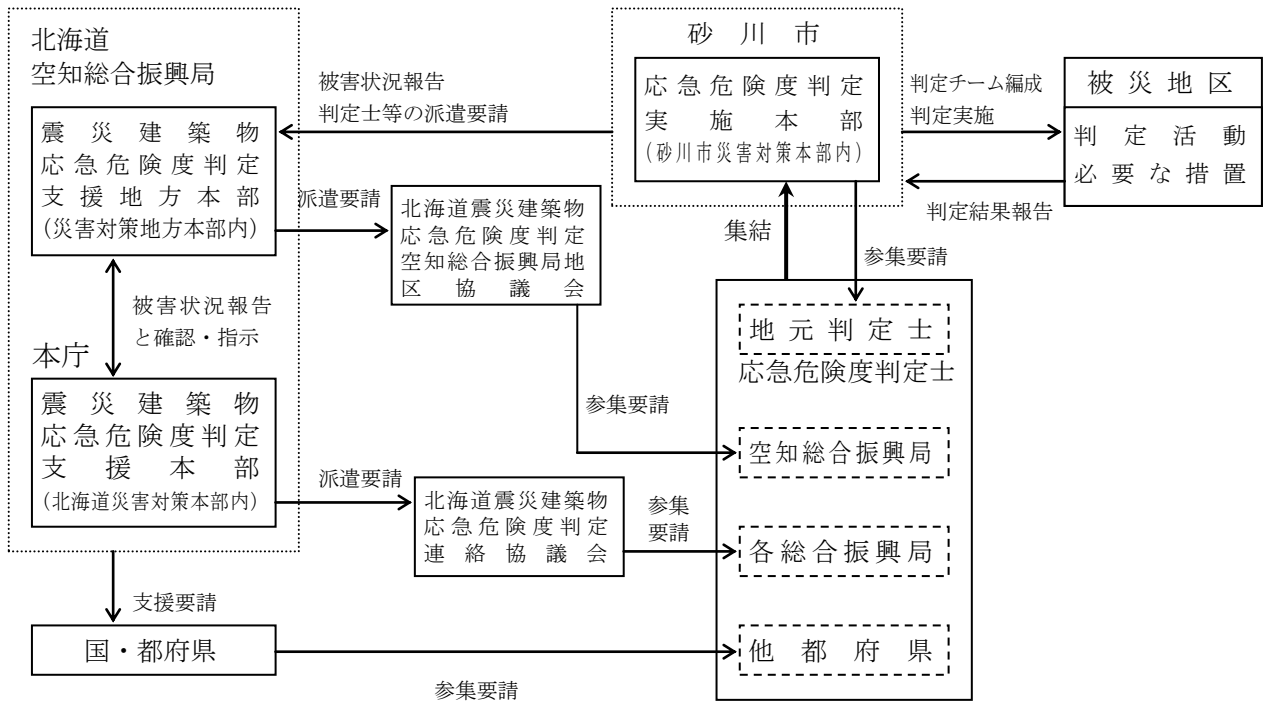 北海道
空知総合振興局
震災建築物
応急危険度判定
支援地方本部
(災害対策地方本部内)
被害状況報告
と確認・指示
本庁
震災建築物
応急危険度判定
支援本部
(北海道災害対策本部内)
支援要請
国・都府県
被害状況報告
判定士等の派遣要請
派遣要請
北海道震災建築物
応急危険度判定
空知総合振興局地
区協議会
参集要請
派遣要請
北海道震災建築物
応急危険度判定
連絡協議会
参集
要請
参集要請
砂川市
応急危険度判定
実施本部
(砂川市災害対策本部内)
集結
参集要請
地元判定士
応急危険度判定士
空知総合振興局
各総合振興局
他都府県
判定チーム編成
判定実施
判定結果報告
被災地区
判定活動
必要な措置